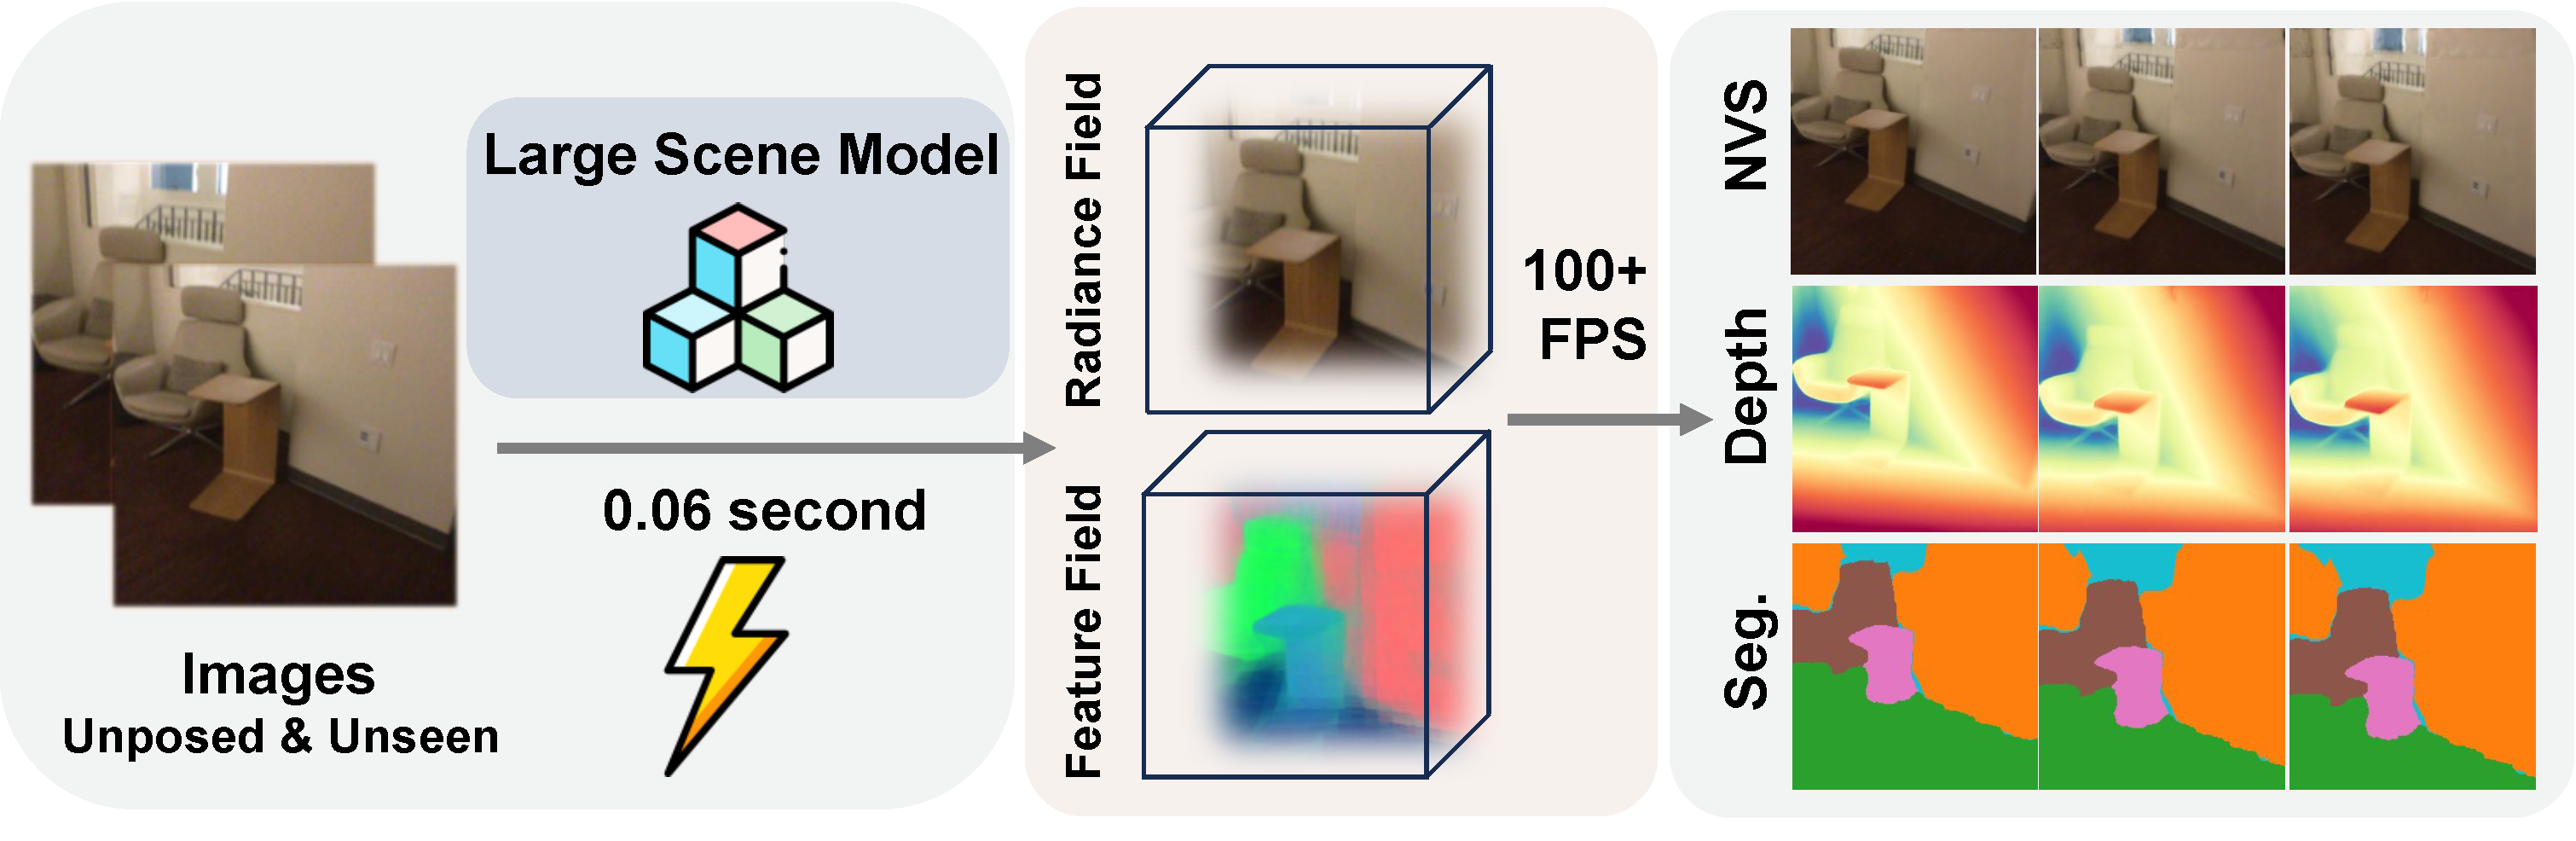 Large Scene Model
0.06 second
Images
Unposed & Unseen
Radiance Field
Feature Field
100+
FPS
NVS
Depth
Seg.